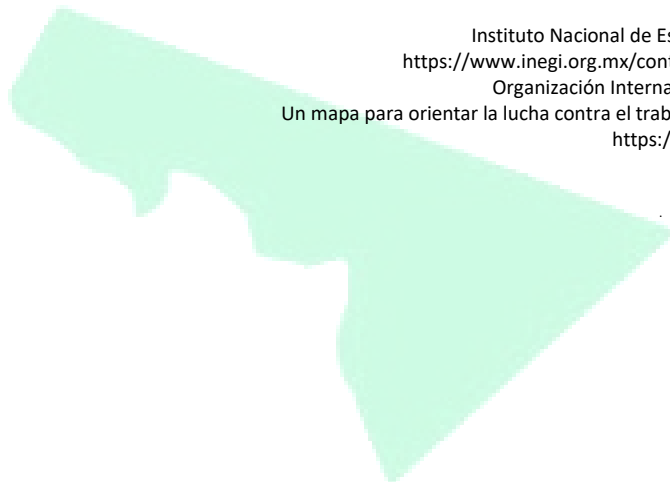 Instituto Nacional de Es
https://www.inegi.org.mx/con
Organización Interna
Un mapa para orientar la lucha contra el trab
https:/
.